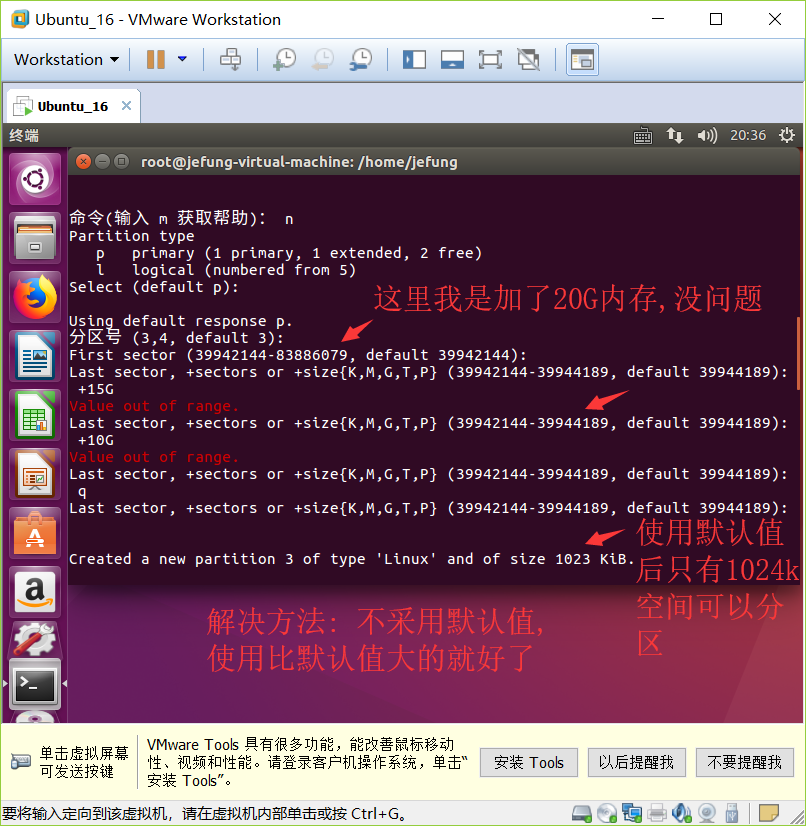 Ubuntu_16 - VMware Workstation
Workstation
Ubuntu_16
终端
20:36
root@jefung-virtual-machine: /home/jefung
命令(输入 m 获取帮助)： n
Partition type
p primary (1 primary, 1 extended, 2 free)
l logical (numbered from 5)
Select (default p):
这里我是加了20G内存,没问题
Using default response p.
分区号 (3,4, default 3):
First sector (39942144-83886079, default 39942144):
Last sector, +sectors or +size{K,M,G,T,P} (39942144-39944189, default 39944189):
+15G
Value out of range.
Last sector, +sectors or +size{K,M,G,T,P} (39942144-39944189, default 39944189):
+10G
Value out of range.
Last sector, +sectors or +size{K,M,G,T,P} (39942144-39944189, default 39944189):
q
Last sector, +sectors or +size{K,M,G,T,P} (39942144-39944189, default 39944189):
Created a new partition 3 of type 'Linux' and of size 1023 KiB.
使用默认值
后只有1024k
空间可以分
区
解决方法: 不采用默认值,
使用比默认值大的就好了
单击虚拟屏幕
可发送按键
VMware Tools 具有很多功能，能改善鼠标移动
性、视频和性能。请登录客户机操作系统，单击“
安装 Tools”。
安装 Tools
以后提醒我
不要提醒我
要将输入定向到该虚拟机，请在虚拟机内部单击或按 Ctrl+G。